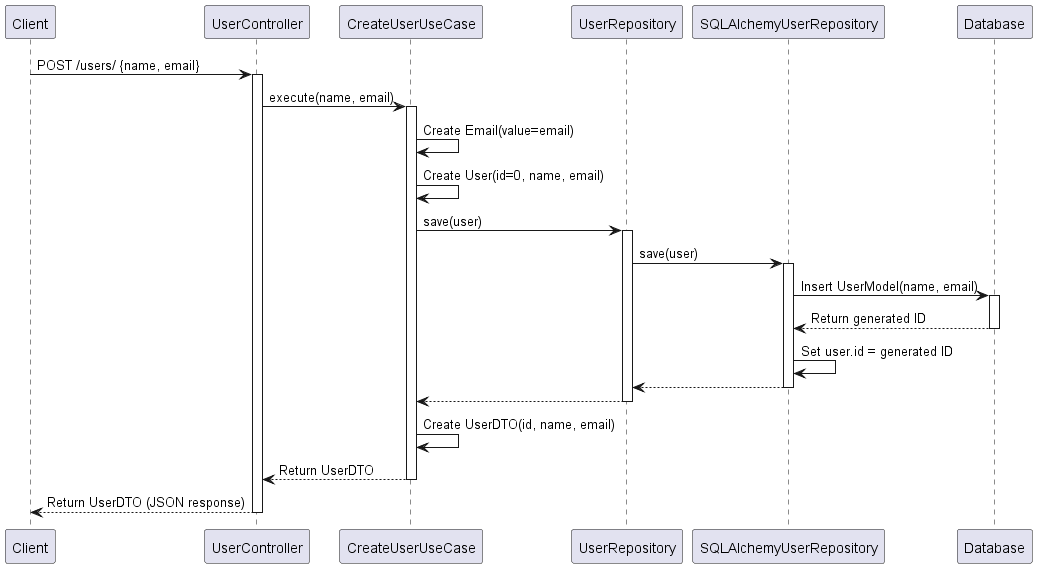 Client
UserController
CreateUserUseCase
UserRepository
SQLAlchemyUserRepository
Database
POST /users/ {name, email}
execute(name, email)
Create Email(value=email)
Create User(id=0, name, email)
save(user)
save(user)
Insert UserModel(name, email)
Return generated ID
Set user.id = generated ID
Create UserDTO(id, name, email)
Return UserDTO
Return UserDTO (JSON response)
Client
UserController
CreateUserUseCase
UserRepository
SQLAlchemyUserRepository
Database